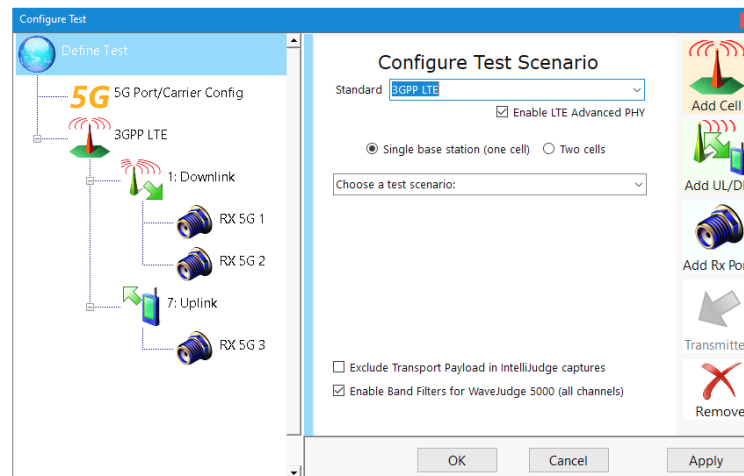 Configure Test
Define Test
5G 5G Port/Carrier Config
3GPP LTE
1: Downlink
RX 5G 1
RX 5G 2
7: Uplink
RX 5G 3
Configure Test Scenario
Standard 3GPP LTE
Enable LTE Advanced PHY
Single base station (one cell) Two cells
Choose a test scenario:
Exclude Transport Payload in IntelliJudge captures
Enable Band Filters for WaveJudge 5000 (all channels)
OK Cancel Apply
Add Cell
Add UL/D
Add Rx Por
Transmitte
Remove